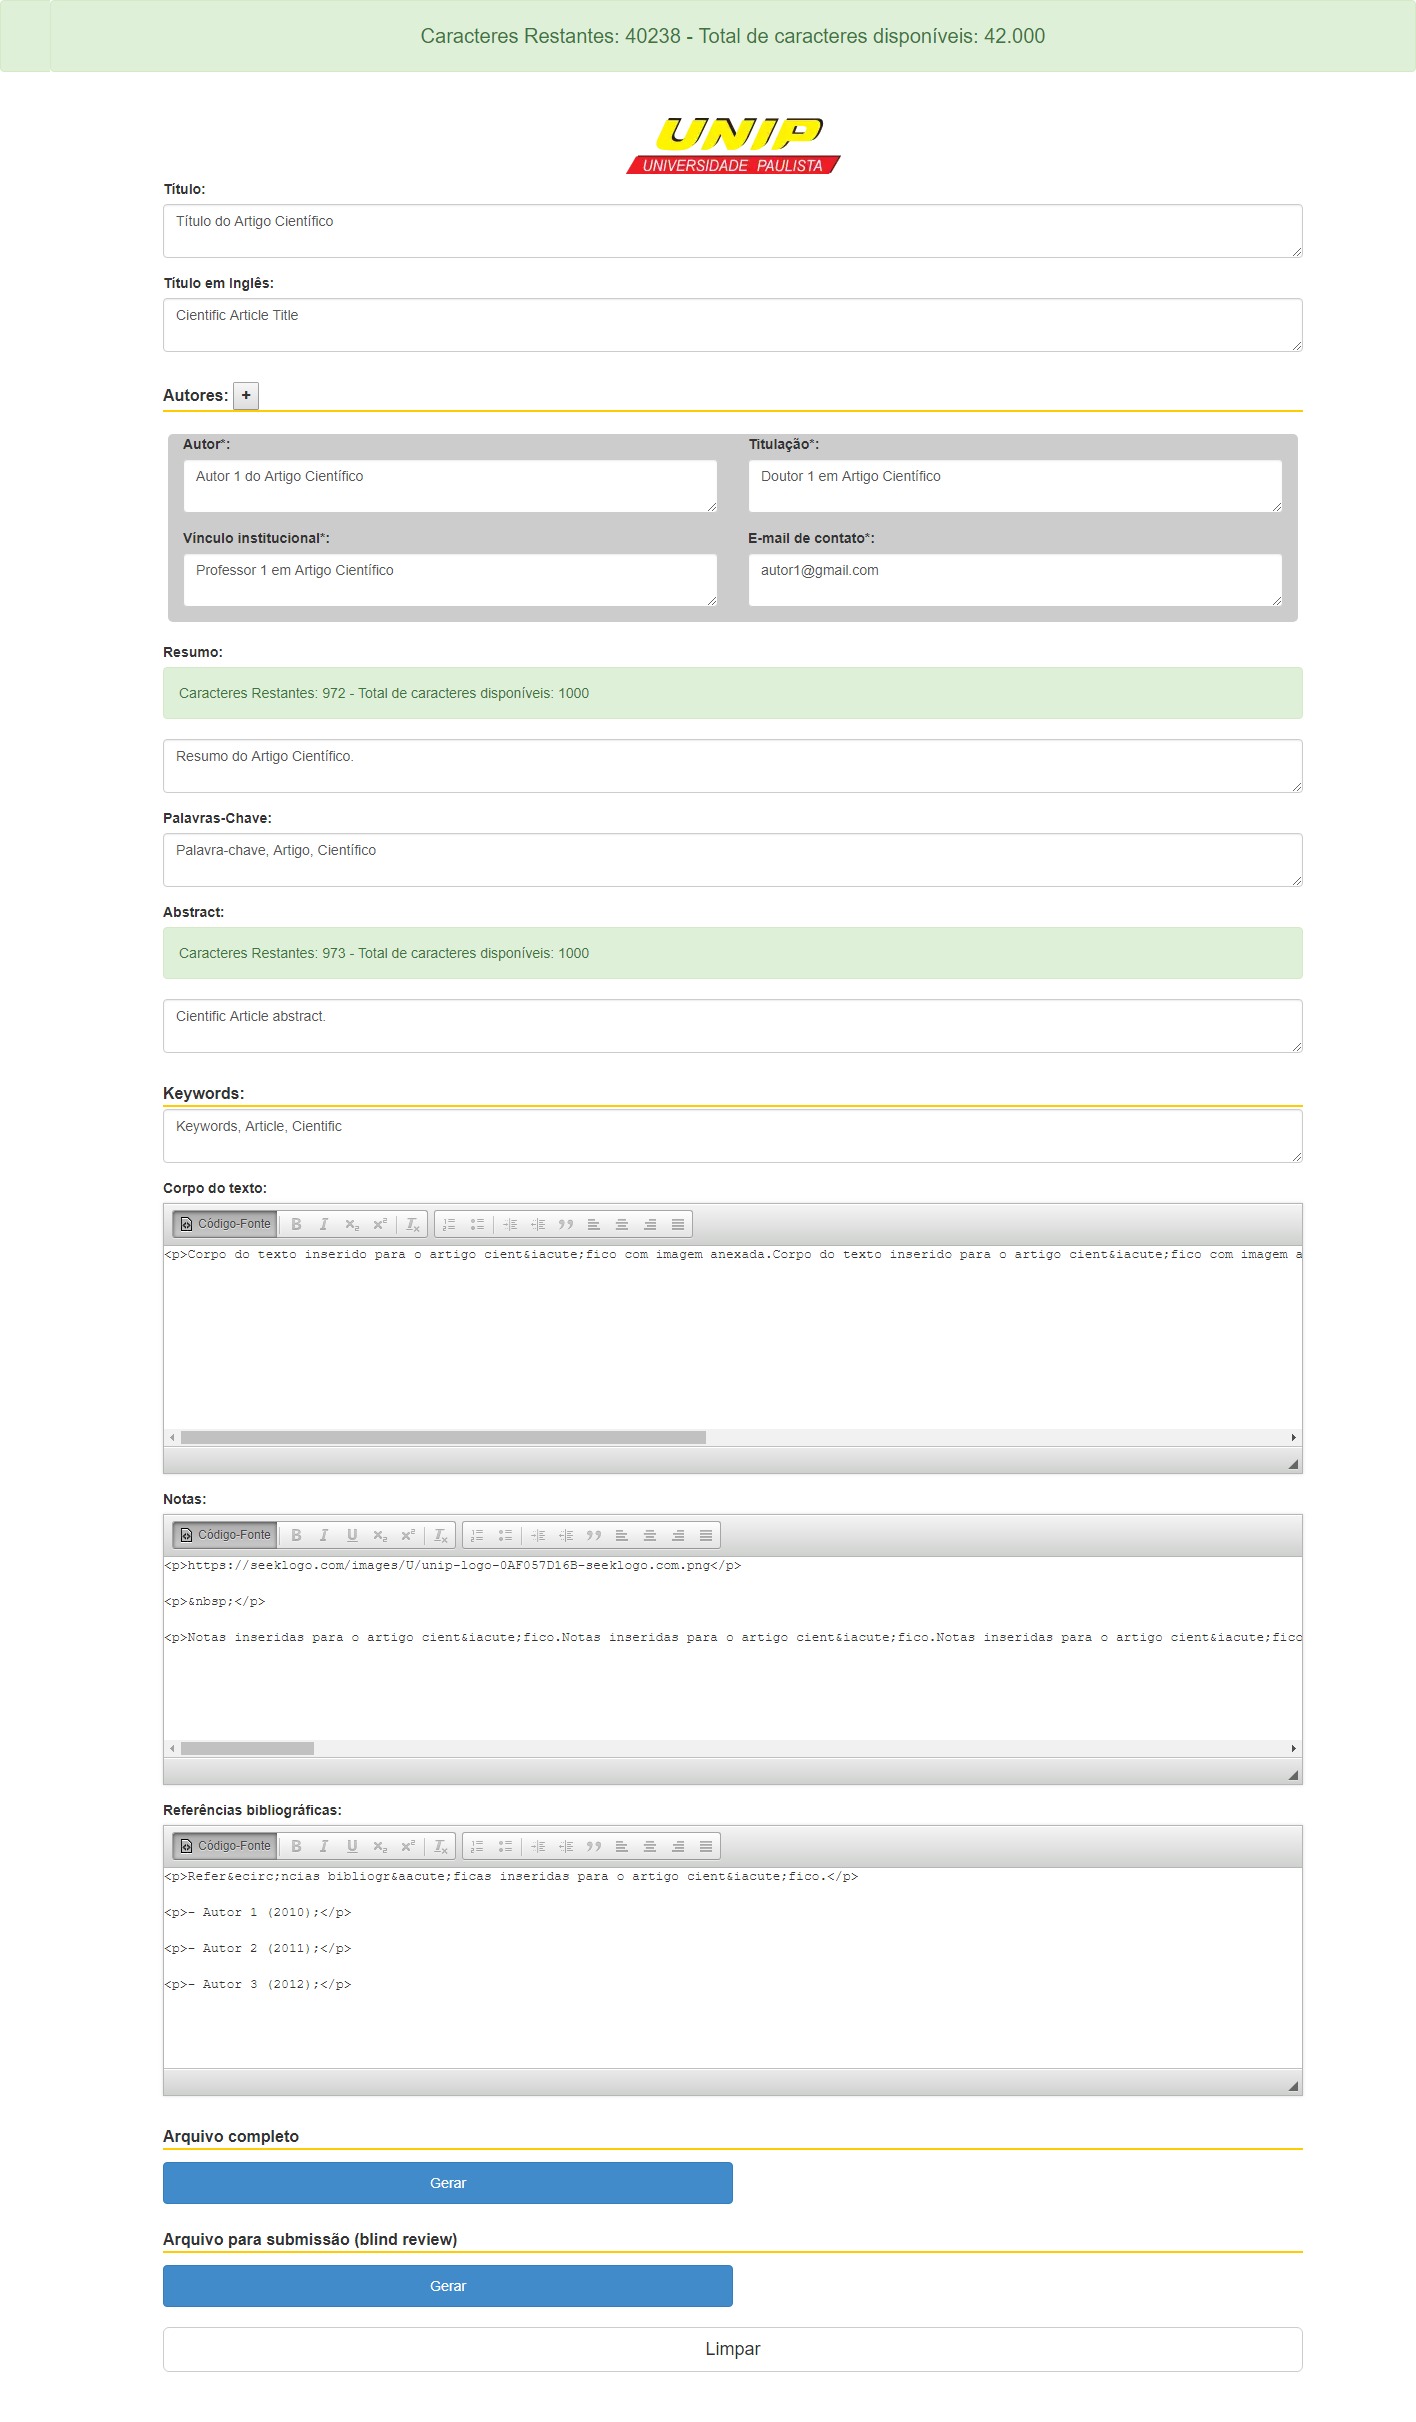 Caracteres Restantes: 40238 - Total de caracteres disponíveis: 42.000
UNIP
UNIVERSIDADE PAULISTA
Título:
Título do Artigo Científico
Título em Inglês:
Cientific Article Title
Autores: +
Autor*:
Titulação*:
Autor 1 do Artigo Científico
Doutor 1 em Artigo Científico
Vínculo institucional*:
E-mail de contato*:
Professor 1 em Artigo Científico
autor1@gmail.com
Resumo:
Caracteres Restantes: 972 - Total de caracteres disponíveis: 1000
Resumo do Artigo Científico.
Palavras-Chave:
Palavra-chave, Artigo, Científico
Abstract:
Caracteres Restantes: 973 - Total de caracteres disponíveis: 1000
Cientific Article abstract.
Keywords:
Keywords, Article, Cientific
Corpo do texto:
Código-Fonte
<p>Corpo do texto inserido para o artigo cient&iacute;fico com imagem anexada.Corpo do texto inserido para o artigo cient&iacute;fico com imagem a
Notas:
Código-Fonte
<p>https://seeklogo.com/images/U/unip-logo-0AF057D16B-seeklogo.com.png</p>
<p>&nbsp;</p>
<p>Notas inseridas para o artigo cient&iacute;fico.Notas inseridas para o artigo cient&iacute;fico.Notas inseridas para o artigo cient&iacute;fico
Referências bibliográficas:
Código-Fonte
<p>Refer&ecirc;ncias bibliogr&aacute;ficas inseridas para o artigo cient&iacute;fico.</p>
<p>- Autor 1 (2010);</p>
<p>- Autor 2 (2011);</p>
<p>- Autor 3 (2012);</p>
Arquivo completo
Gerar
Arquivo para submissão (blind review)
Gerar
Limpar